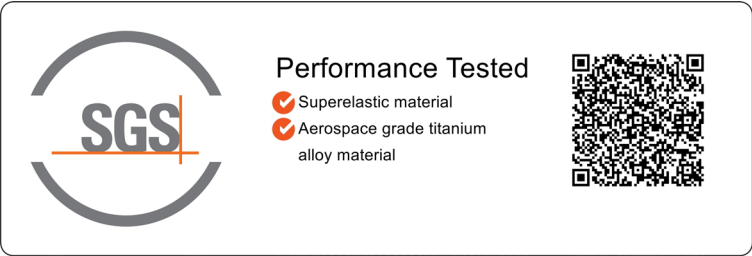 SGS
Performance Tested
Superelastic material
Aerospace grade titanium
alloy material